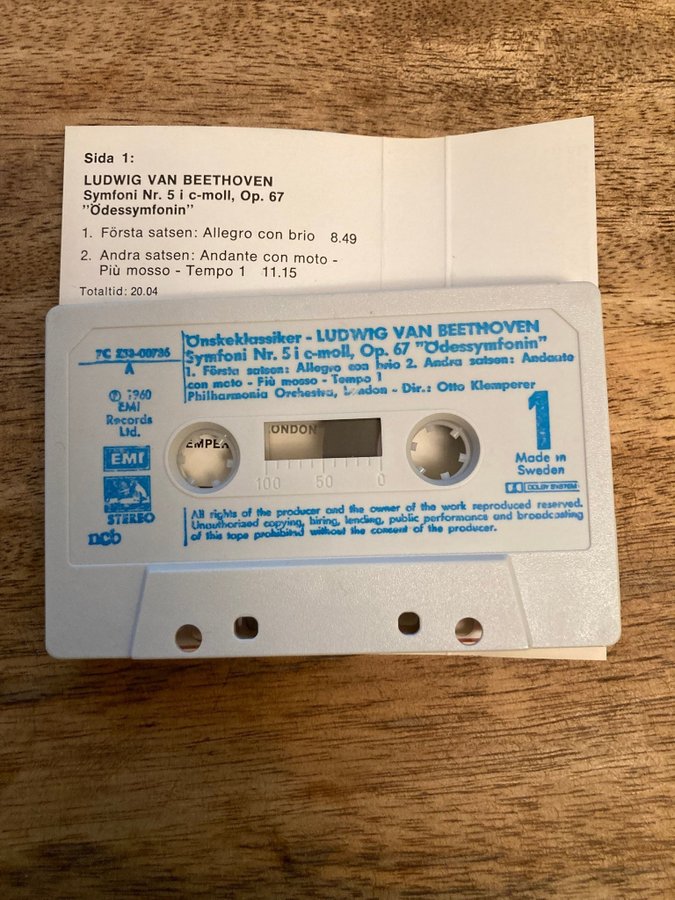 Sida 1:
LUDWIG VAN BEETHOVEN
Symfoni Nr. 5 i c-moll, Op. 67
"Ödessymfonin"
1. Första satsen: Allegro con brio 8.49
2. Andra satsen: Andante con moto -
Più mosso - Tempo 1 11.15
Totaltid: 20.04
7C 233-00786
A
Önskeklassiker - LUDWIG VAN BEETHOVEN
Symfoni Nr. 5 i c-moll, Op. 67 "Ödessymfonin"
1. Första satsen: Allegro con brio 2. Andra satsen: Andante
con moto - Più mosso - Tempo 1
Philharmonia Orchestra, London - Dir.: Otto Klemperer
℗ 1960
EMI
Records
Ltd.
EMI
STEREO
ncb
EMPER
ONDON
100 50 0
1
Made in
Sweden
DOLBY SYSTEM
All rights of the producer and the owner of the work reproduced reserved.
Unauthorized copying, hiring, lending, public performance and broadcasting
of this tape prohibited without the consent of the producer.